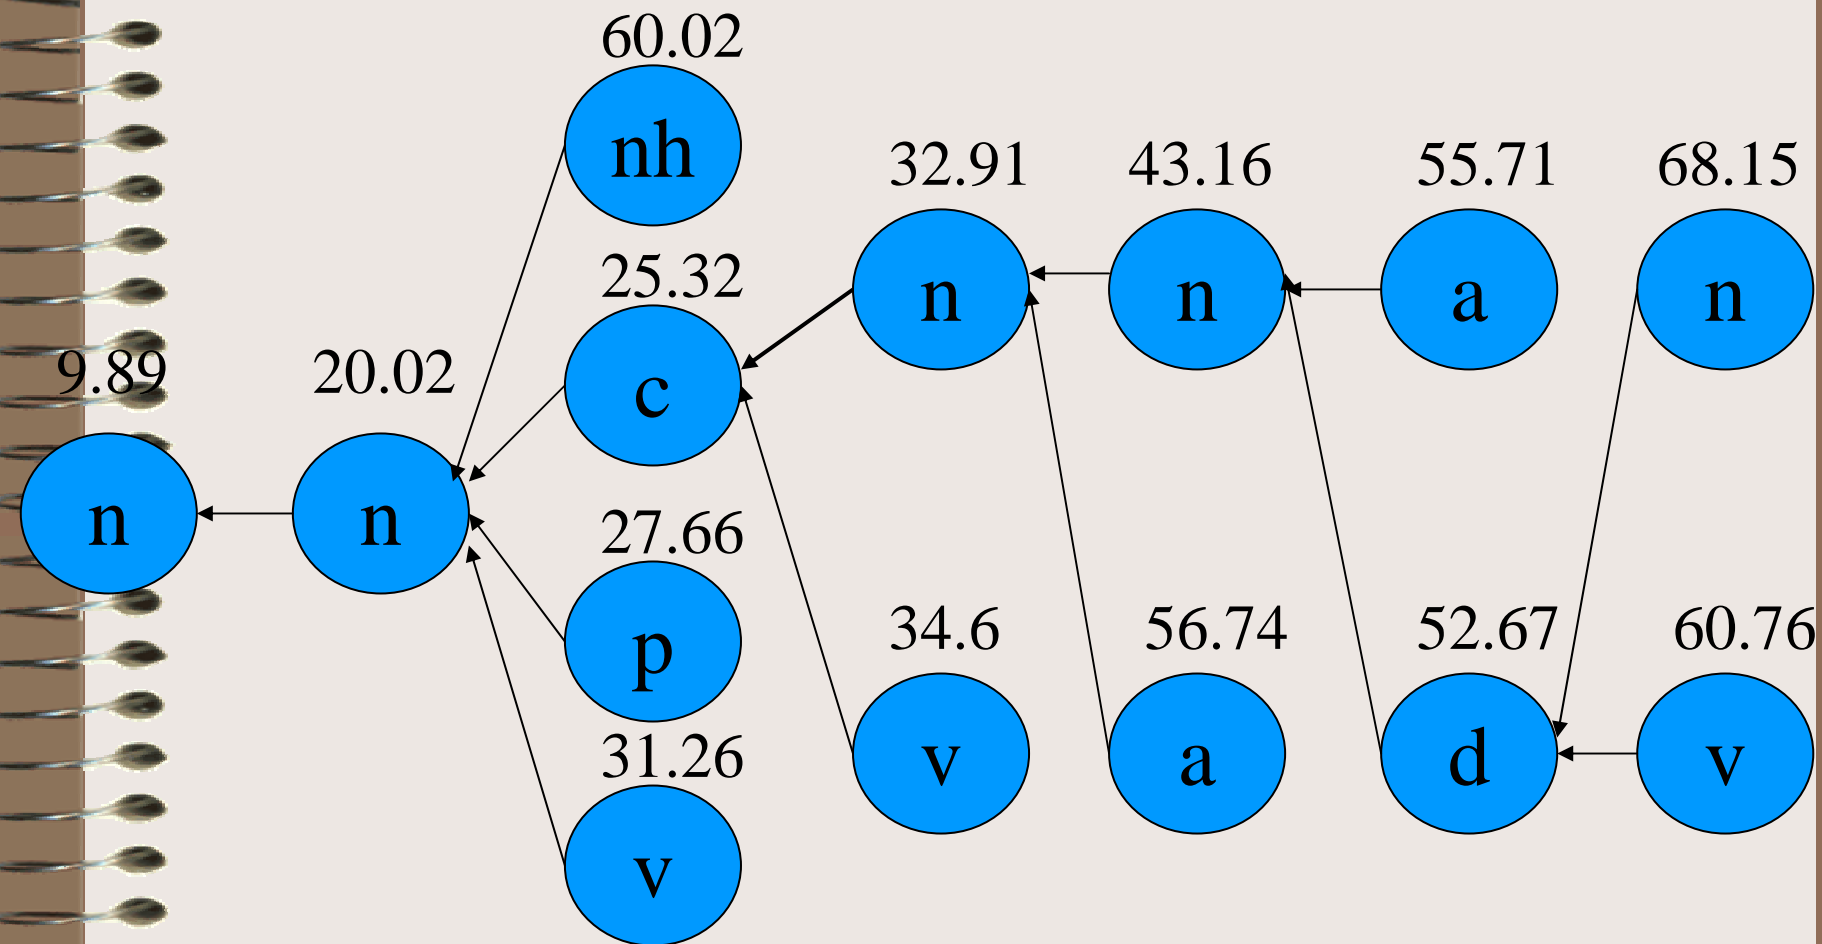 60.02
nh
32.91 43.16 55.71 68.15
25.32
n n a n
9.89 20.02
c
n n
27.66
34.6 56.74 52.67 60.76
p
31.26
v a d v
v